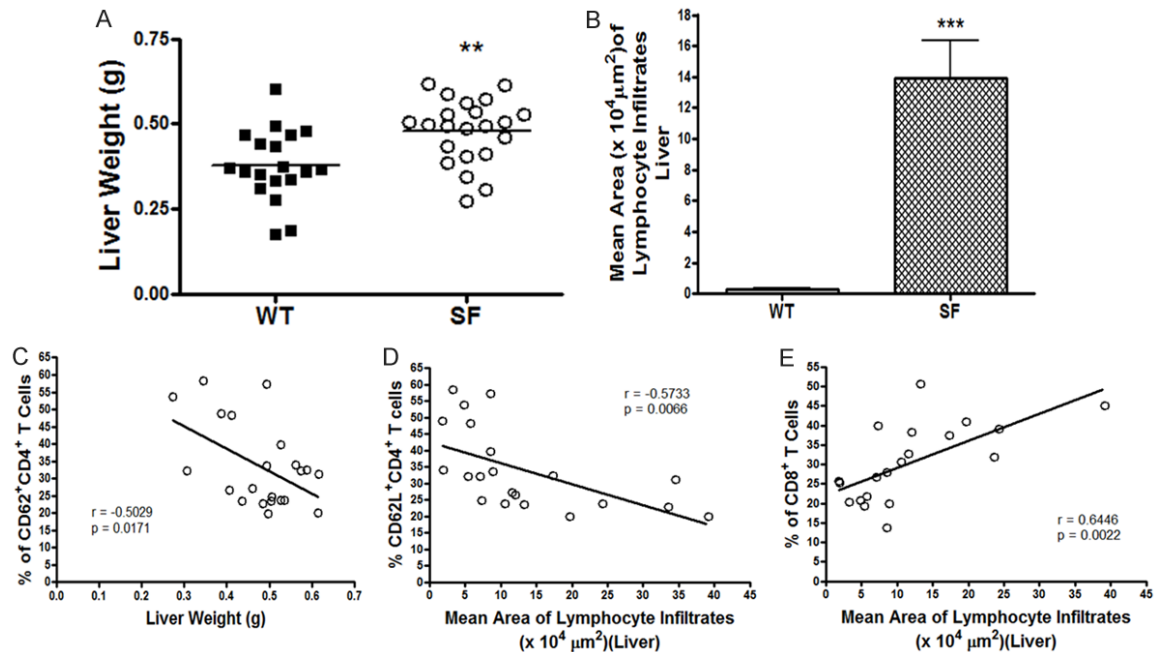 A
Liver Weight (g)
0.75
0.50
0.25
0.00
**
WT
SF
B
Mean Area (x 10⁴µm²)of
Lymphocyte Infiltrates
Liver
18
16
14
12
10
8
6
4
2
0
***
WT
SF
C
% of CD62⁺CD4⁺ T Cells
65
60
55
50
45
40
35
30
25
20
15
10
5
0
r = -0.5029
p = 0.0171
0.0 0.1 0.2 0.3 0.4 0.5 0.6 0.7
Liver Weight (g)
D
% CD62L⁺CD4⁺ T cells
65
60
55
50
45
40
35
30
25
20
15
10
5
0
r = -0.5733
p = 0.0066
0 5 10 15 20 25 30 35 40 45
Mean Area of Lymphocyte Infiltrates
(x 10⁴ µm²)(Liver)
E
% of CD8⁺ T Cells
55
50
45
40
35
30
25
20
15
10
5
0
r = 0.6446
p = 0.0022
0 5 10 15 20 25 30 35 40 45
Mean Area of Lymphocyte Infiltrates
(x 10⁴ µm²)(Liver)